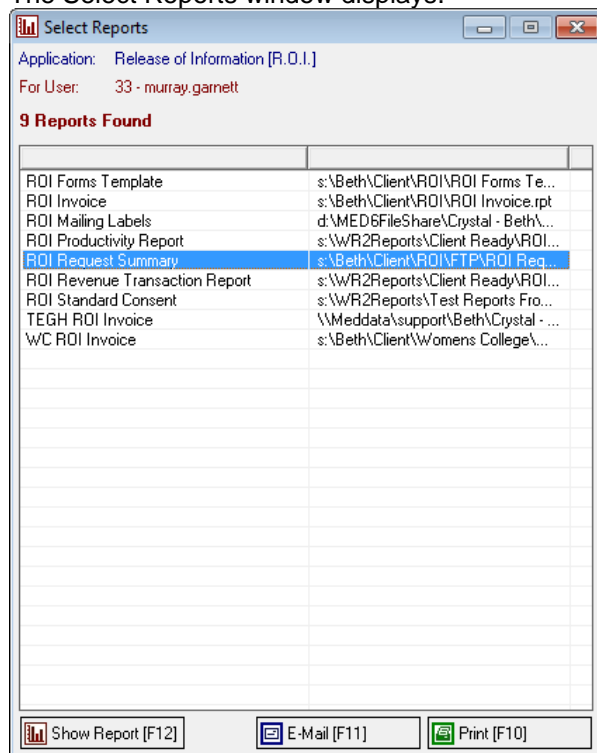 The Select Reports window displays.
Select Reports
Application: Release of Information [R.O.I.]
For User: 33 - murray.garnett
9 Reports Found
ROI Forms Template s:\Beth\Client\ROI\ROI Forms Te...
ROI Invoice s:\Beth\Client\ROI\ROI Invoice.rpt
ROI Mailing Labels d:\MED6FileShare\Crystal - Beth\...
ROI Productivity Report s:\WR2Reports\Client Ready\ROI...
ROI Request Summary s:\Beth\Client\ROI\FTP\ROI Req...
ROI Revenue Transaction Report s:\WR2Reports\Client Ready\ROI...
ROI Standard Consent s:\WR2Reports\Test Reports Fro...
TEGH ROI Invoice \\Meddata\support\Beth\Crystal - ...
WC ROI Invoice s:\Beth\Client\Womens College\...
Show Report [F12] E-Mail [F11] Print [F10]